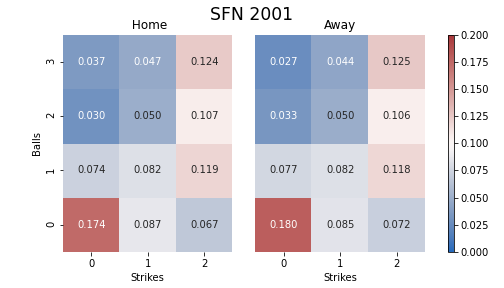 SFN 2001
Home Away
3 0.037 0.047 0.124 0.027 0.044 0.125 0.200
0.175
2 0.030 0.050 0.107 0.033 0.050 0.106 0.150
0.125
Balls 0.100
1 0.074 0.082 0.119 0.077 0.082 0.118 0.075
0.050
0 0.174 0.087 0.067 0.180 0.085 0.072 0.025
0.000
0 1 2 0 1 2
Strikes Strikes